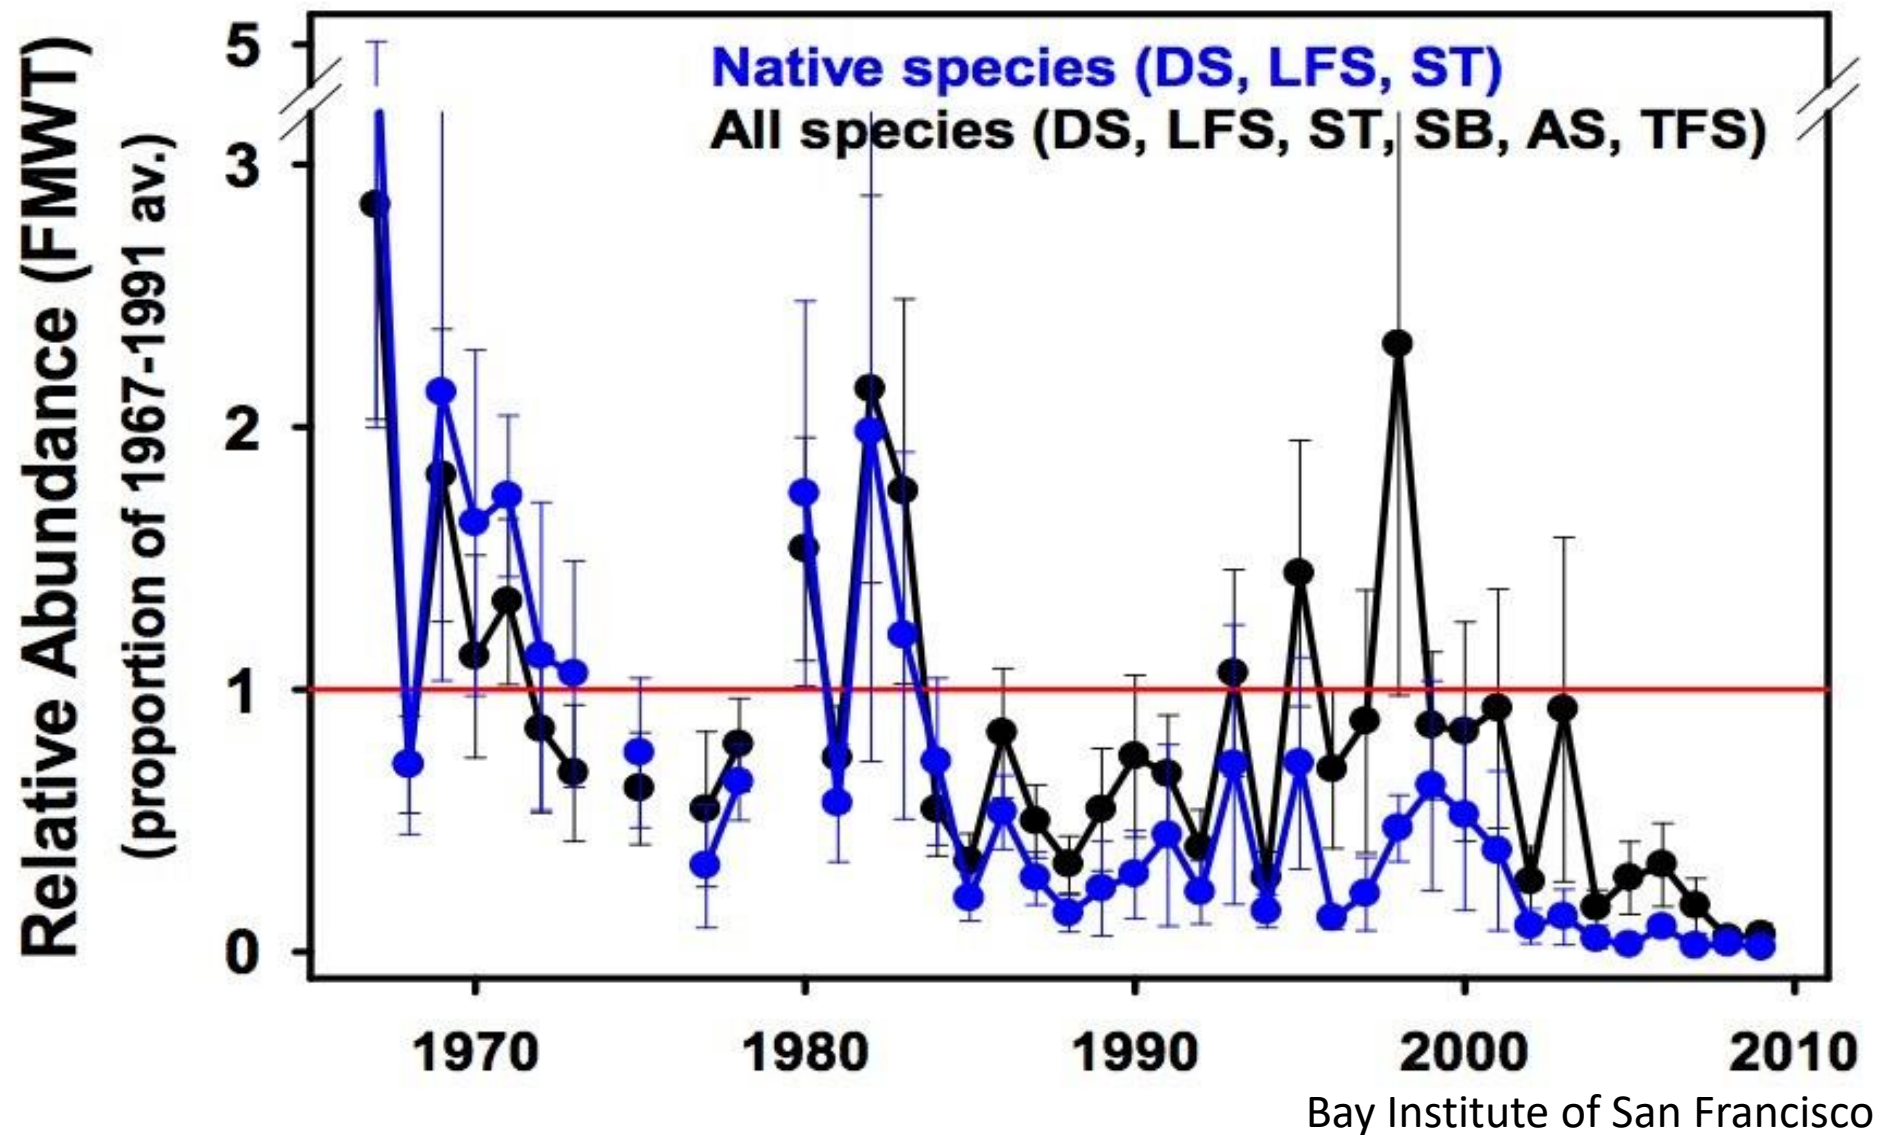 Relative Abundance (FMWT)
(proportion of 1967-1991 av.)
5
3
2
1
0
Native species (DS, LFS, ST)
All species (DS, LFS, ST, SB, AS, TFS)
1970 1980 1990 2000 2010
Bay Institute of San Francisco